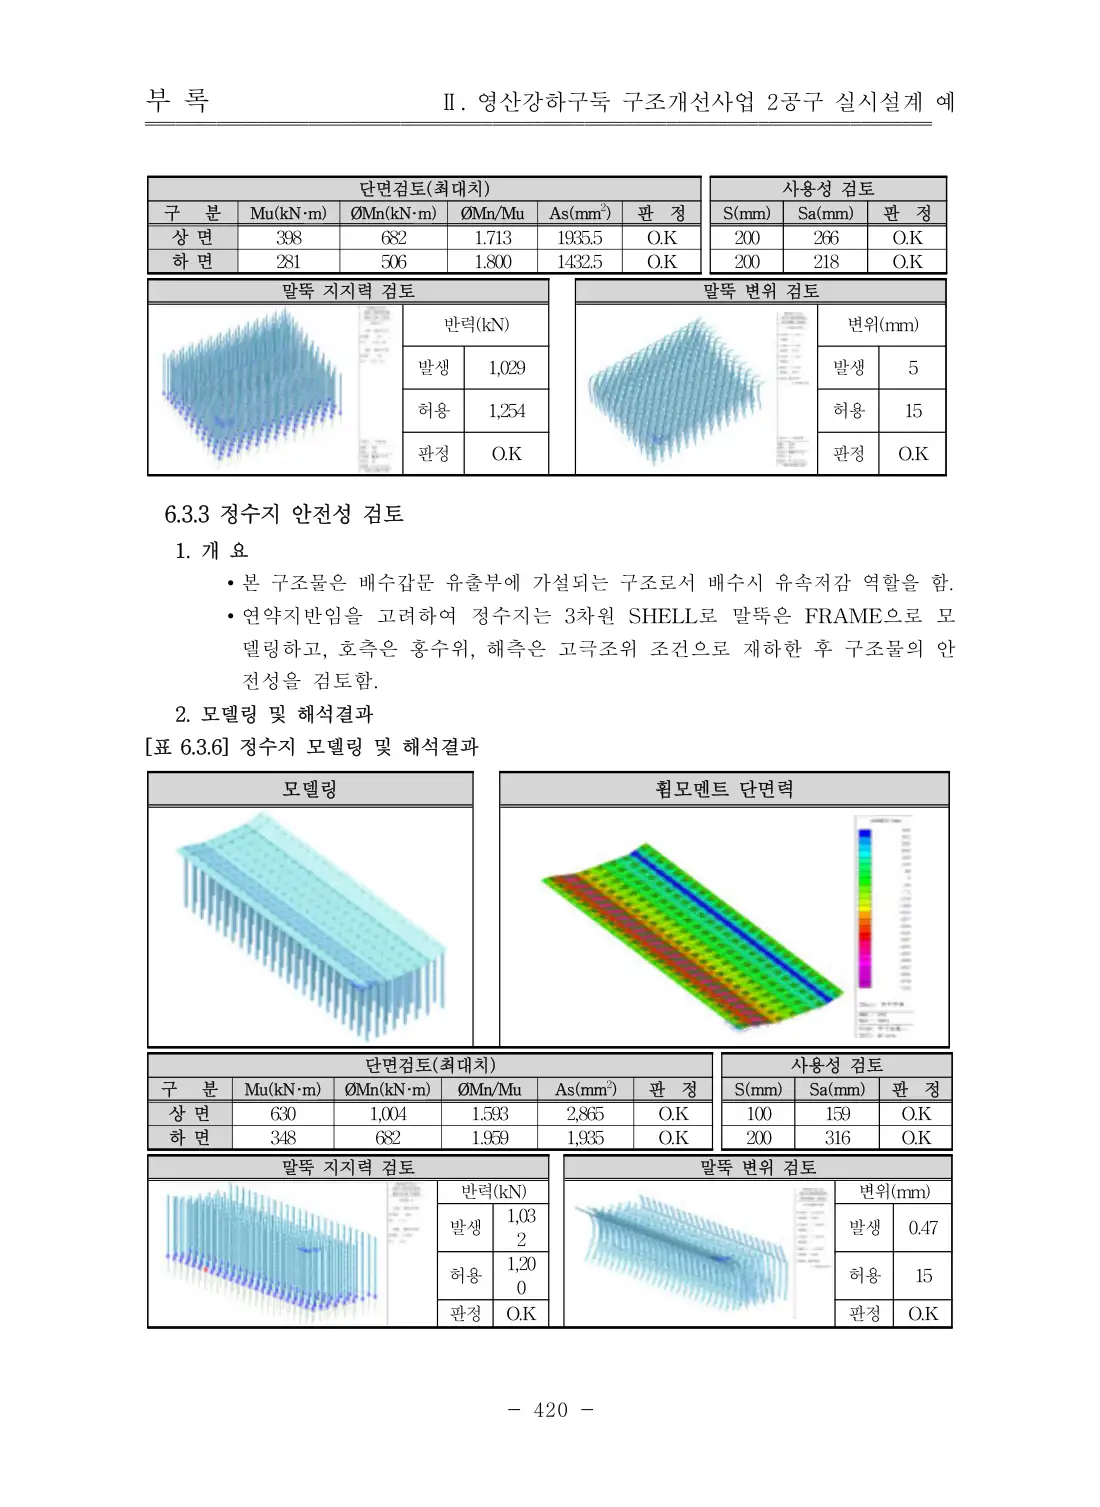 부 록
Ⅱ. 영산강하구둑 구조개선사업 2공구 실시설계 예
단면검토(최대치) 사용성 검토
구 분 Mu(kN·m) ØMn(kN·m) ØMn/Mu As(mm²) 판 정 S(mm) Sa(mm) 판 정
상 면 398 682 1.713 1935.5 O.K 200 266 O.K
하 면 281 506 1.800 1432.5 O.K 200 218 O.K
말뚝 지지력 검토 말뚝 변위 검토
반력(kN) 변위(mm)
발생 1,029 발생 5
허용 1,254 허용 15
판정 O.K 판정 O.K
6.3.3 정수지 안전성 검토
1. 개 요
• 본 구조물은 배수갑문 유출부에 가설되는 구조로서 배수시 유속저감 역할을 함.
• 연약지반임을 고려하여 정수지는 3차원 SHELL로 말뚝은 FRAME으로 모
델링하고, 호측은 홍수위, 해측은 고극조위 조건으로 재하한 후 구조물의 안
전성을 검토함.
2. 모델링 및 해석결과
[표 6.3.6] 정수지 모델링 및 해석결과
모델링 휨모멘트 단면력
단면검토(최대치) 사용성 검토
구 분 Mu(kN·m) ØMn(kN·m) ØMn/Mu As(mm²) 판 정 S(mm) Sa(mm) 판 정
상 면 630 1,004 1.593 2,865 O.K 100 159 O.K
하 면 348 682 1.959 1,935 O.K 200 316 O.K
말뚝 지지력 검토 말뚝 변위 검토
반력(kN) 변위(mm)
발생 1,03
2 발생 0.47
허용 1,20
0 허용 15
판정 O.K 판정 O.K
- 420 -